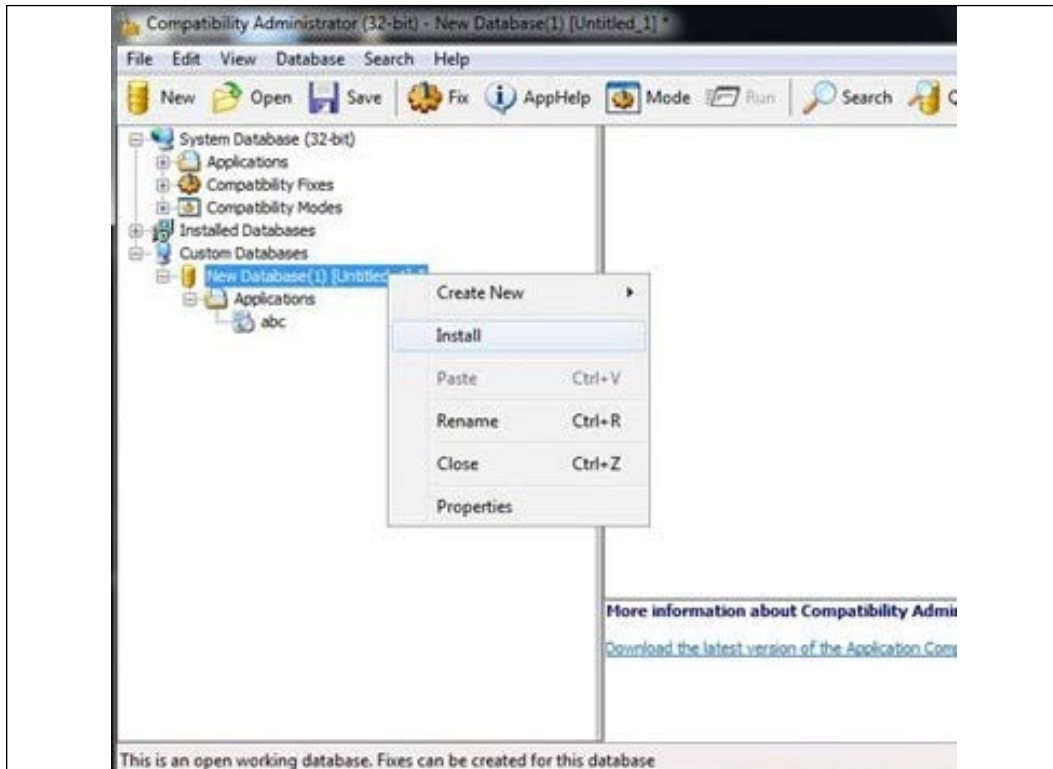 Compatibility Administrator (32-bit) - New Database(1) [Untitled_1] *
File Edit View Database Search Help
New Open Save Fix AppHelp Mode Run Search
System Database (32-bit)
Applications
Compatibility Fixes
Compatibility Modes
Installed Databases
Custom Databases
New Database(1)
Applications
abc
Create New
Install
Paste Ctrl+V
Rename Ctrl+R
Close Ctrl+Z
Properties
More information about Compatibility
Download the latest version of the Application
This is an open working database. Fixes can be created for this database